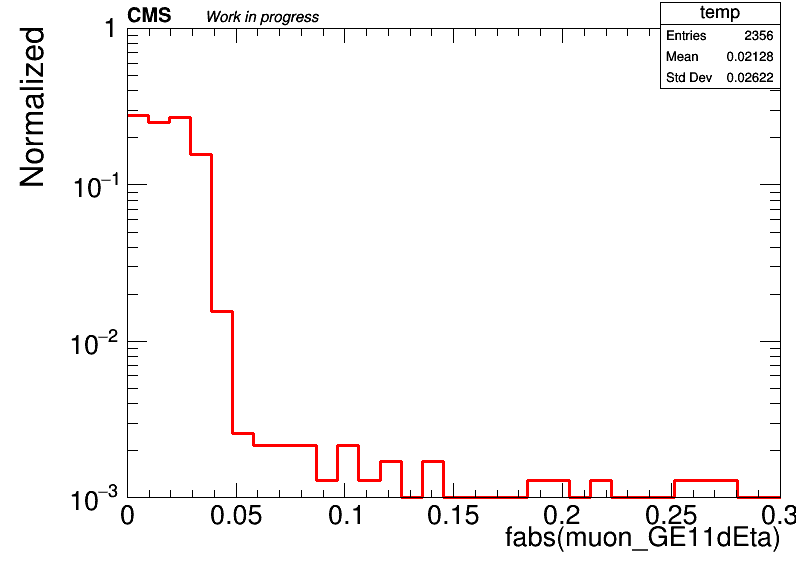 CMS Work in progress
temp
Entries 2356
Mean 0.02128
Std Dev 0.02622
Normalized
1
10⁻¹
10⁻²
10⁻³
0 0.05 0.1 0.15 0.2 0.25 0.3
fabs(muon_GE11dEta)